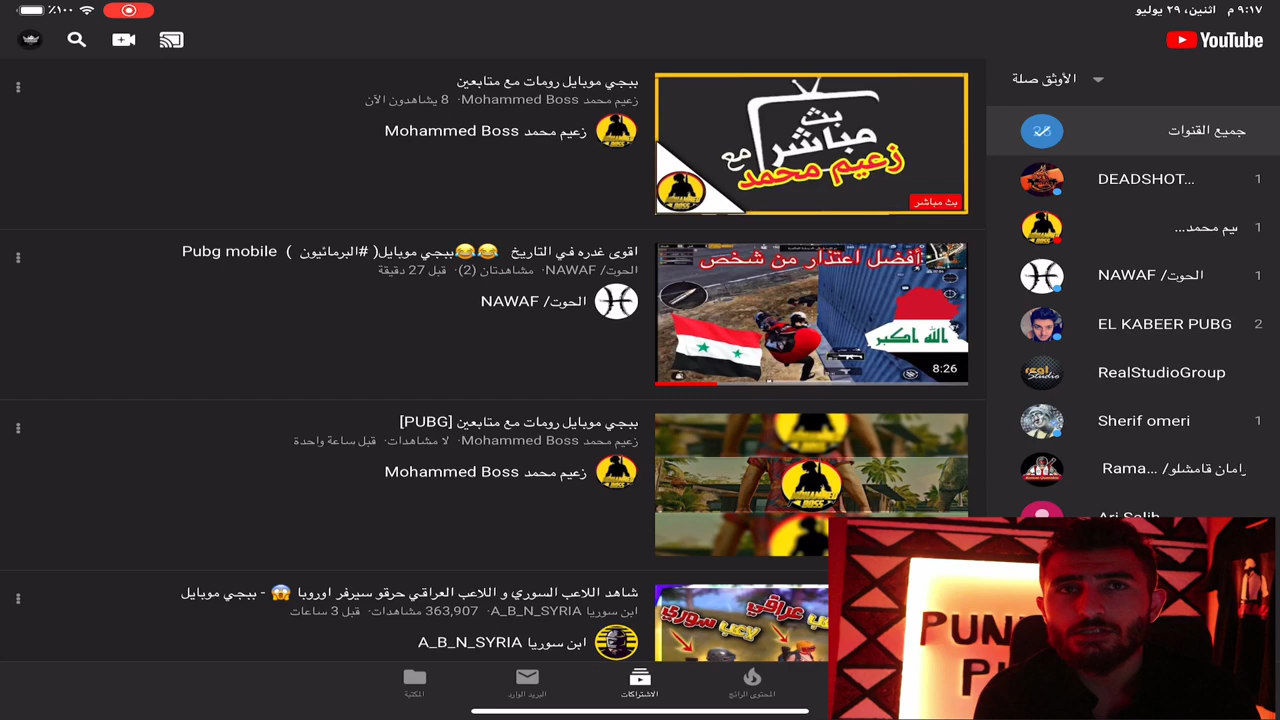 ٩:١٧ م اثنين، ٢٩ يوليو
٪١٠٠
YouTube
الأوثق صلة
جميع القنوات
DEADSHOT... 1
يم محمد... 1
الحوت/ NAWAF 1
EL KABEER PUBG 2
RealStudioGroup
Sherif omeri 1
رامان قامشلو/ Rama...
ببجي موبايل رومات مع متابعين
زعيم محمد Mohammed Boss · 8 يشاهدون الآن
زعيم محمد Mohammed Boss
بث
مباشر
مع
زعيم محمد
بث مباشر
اقوى غدره في التاريخ 😂😂ببجي موبايل( #البرمائيون ) Pubg mobile
الحوت/ NAWAF · مشاهدتان (2) · قبل 27 دقيقة
الحوت/ NAWAF
أفضل اعتذار من شخص
الله اكبر
8:26
ببجي موبايل رومات مع متابعين [PUBG]
زعيم محمد Mohammed Boss · لا مشاهدات · قبل ساعة واحدة
زعيم محمد Mohammed Boss
MOHAMMED
BOSS
شاهد اللاعب السوري و اللاعب العراقي حرقو سيرفر اوروبا 😱 - ببجي موبايل
ابن سوريا A_B_N_SYRIA · 363,907 مشاهدات · قبل 3 ساعات
ابن سوريا A_B_N_SYRIA
عراقي
لاعب سوري
المحتوى الرائج
الاشتراكات
البريد الوارد
المكتبة